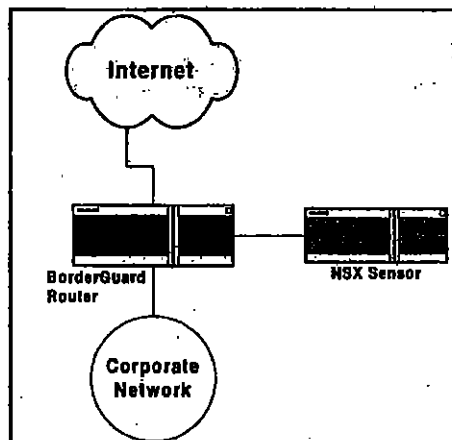 Internet
BorderGuard
Router
NSX Sensor
Corporate
Network